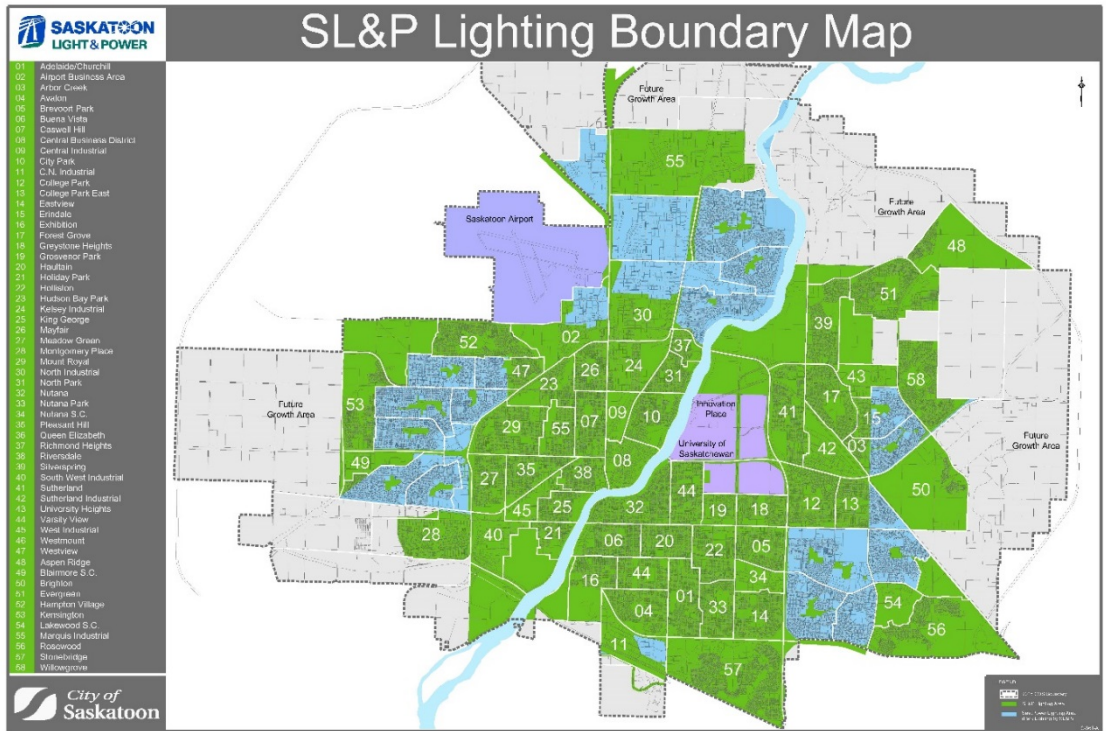 SASKATOON
LIGHT & POWER
SL&P Lighting Boundary Map
01 Adelaide/Churchill
02 Airport Business Area
03 Arbor Creek
04 Avalon
05 Brevoort Park
06 Buena Vista
07 Caswell Hill
08 Central Business District
09 Central Industrial
10 City Park
11 C.N. Industrial
12 College Park
13 College Park East
14 Eastview
15 Erindale
16 Exhibition
17 Forest Grove
18 Greystone Heights
19 Grosvenor Park
20 Haultain
21 Holiday Park
22 Holliston
23 Hudson Bay Park
24 Kelsey Industrial
25 King George
26 Mayfair
27 Meadow Green
28 Montgomery Place
29 Mount Royal
30 North Industrial
31 North Park
32 Nutana
33 Nutana Park
34 Nutana S.C.
35 Pleasant Hill
36 Queen Elizabeth
37 Richmond Heights
38 Riversdale
39 Silverspring
40 South West Industrial
41 Sutherland
42 Sutherland Industrial
43 University Heights
44 Varsity View
45 West Industrial
46 Westmount
47 Westview
48 Aspen Ridge
49 Blairmore S.C.
50 Brighton
51 Evergreen
52 Hampton Village
53 Kensington
54 Lakewood S.C.
55 Marquis Industrial
56 Rosewood
57 Stonebridge
58 Willowgrove
City of
Saskatoon
Future
Growth Area
55
Saskatoon Airport
Future
Growth Area
48
51
30
39
02
52
37
47
24
26
31
43
23
58
53
Future
Growth Area
Innovation
Place
17
41
07
09
10
15
29
55
Future
Growth Area
University of
Saskatchewan
42
03
49
08
35
38
27
50
44
12
13
45
25
32
19
18
28
40
21
06
20
22
05
16
44
34
01
04
33
14
54
56
11
57